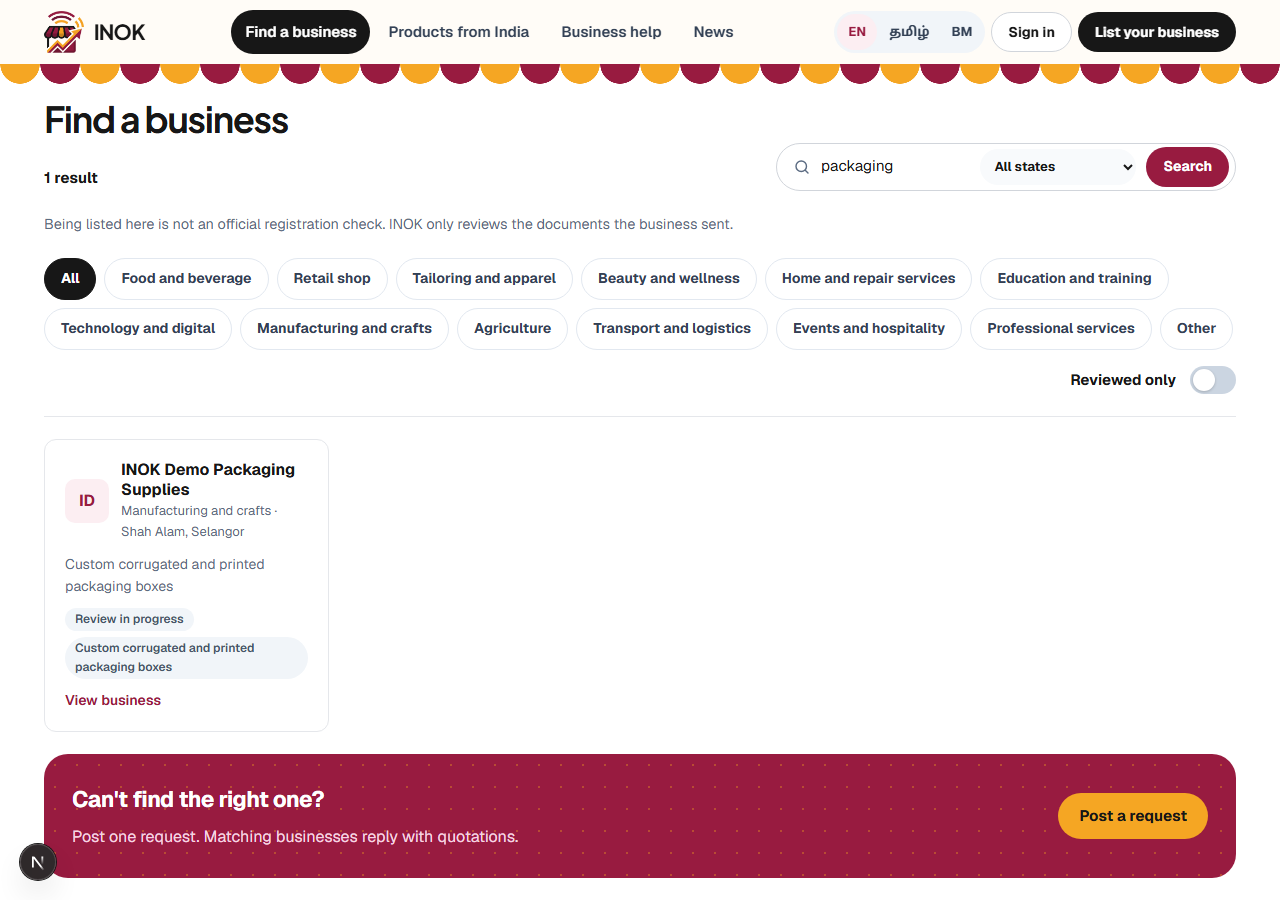 INOK
Find a business
Products from India
Business help
News
EN
தமிழ்
BM
Sign in
List your business
Find a business
1 result
packaging
All states
Search
Being listed here is not an official registration check. INOK only reviews the documents the business sent.
All
Food and beverage
Retail shop
Tailoring and apparel
Beauty and wellness
Home and repair services
Education and training
Technology and digital
Manufacturing and crafts
Agriculture
Transport and logistics
Events and hospitality
Professional services
Other
Reviewed only
ID
INOK Demo Packaging
Supplies
Manufacturing and crafts ·
Shah Alam, Selangor
Custom corrugated and printed
packaging boxes
Review in progress
Custom corrugated and printed
packaging boxes
View business
Can't find the right one?
Post one request. Matching businesses reply with quotations.
Post a request
N